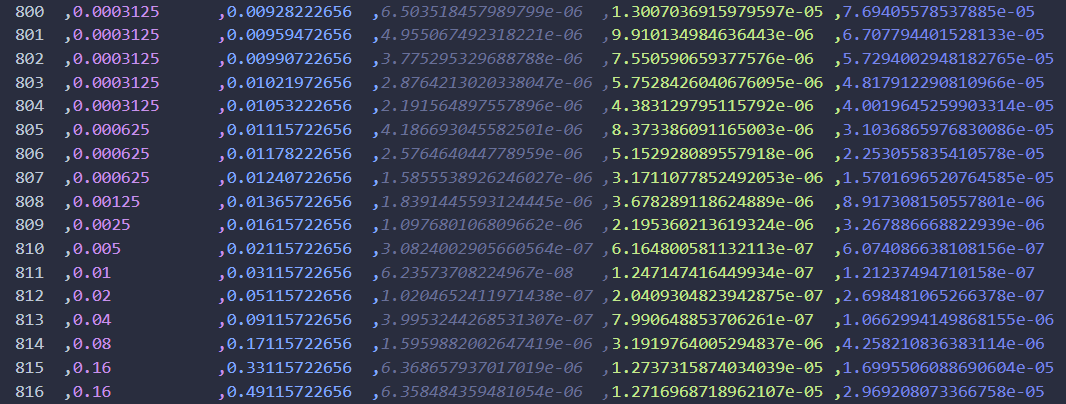 800 ,0.0003125 ,0.00928222656 ,6.503518457989799e-06 ,1.3007036915979597e-05 ,7.69405578537885e-05
801 ,0.0003125 ,0.00959472656 ,4.955067492318221e-06 ,9.910134984636443e-06 ,6.707794401528133e-05
802 ,0.0003125 ,0.00990722656 ,3.775295329688788e-06 ,7.550590659377576e-06 ,5.7294002948182765e-05
803 ,0.0003125 ,0.01021972656 ,2.8764213020338047e-06 ,5.7528426040676095e-06 ,4.817912290810966e-05
804 ,0.0003125 ,0.01053222656 ,2.191564897557896e-06 ,4.383129795115792e-06 ,4.0019645259903314e-05
805 ,0.000625 ,0.01115722656 ,4.186693045582501e-06 ,8.373386091165003e-06 ,3.1036865976830086e-05
806 ,0.000625 ,0.01178222656 ,2.576464044778959e-06 ,5.152928089557918e-06 ,2.253055835410578e-05
807 ,0.000625 ,0.01240722656 ,1.5855538926246027e-06 ,3.1711077852492053e-06 ,1.5701696520764585e-05
808 ,0.00125 ,0.01365722656 ,1.8391445593124445e-06 ,3.678289118624889e-06 ,8.917308150557801e-06
809 ,0.0025 ,0.01615722656 ,1.097680106809662e-06 ,2.195360213619324e-06 ,3.267886668822939e-06
810 ,0.005 ,0.02115722656 ,3.0824002905660564e-07 ,6.164800581132113e-07 ,6.074086638108156e-07
811 ,0.01 ,0.03115722656 ,6.23573708224967e-08 ,1.247147416449934e-07 ,1.21237494710158e-07
812 ,0.02 ,0.05115722656 ,1.0204652411971438e-07 ,2.0409304823942875e-07 ,2.698481065266378e-07
813 ,0.04 ,0.09115722656 ,3.9953244268531307e-07 ,7.990648853706261e-07 ,1.0662994149868155e-06
814 ,0.08 ,0.17115722656 ,1.5959882002647419e-06 ,3.1919764005294837e-06 ,4.258210836383114e-06
815 ,0.16 ,0.33115722656 ,6.368657937017019e-06 ,1.2737315874034039e-05 ,1.6995506088690604e-05
816 ,0.16 ,0.49115722656 ,6.3584843594810541e-06 ,1.2716968718962107e-05 ,2.969208073366758e-05